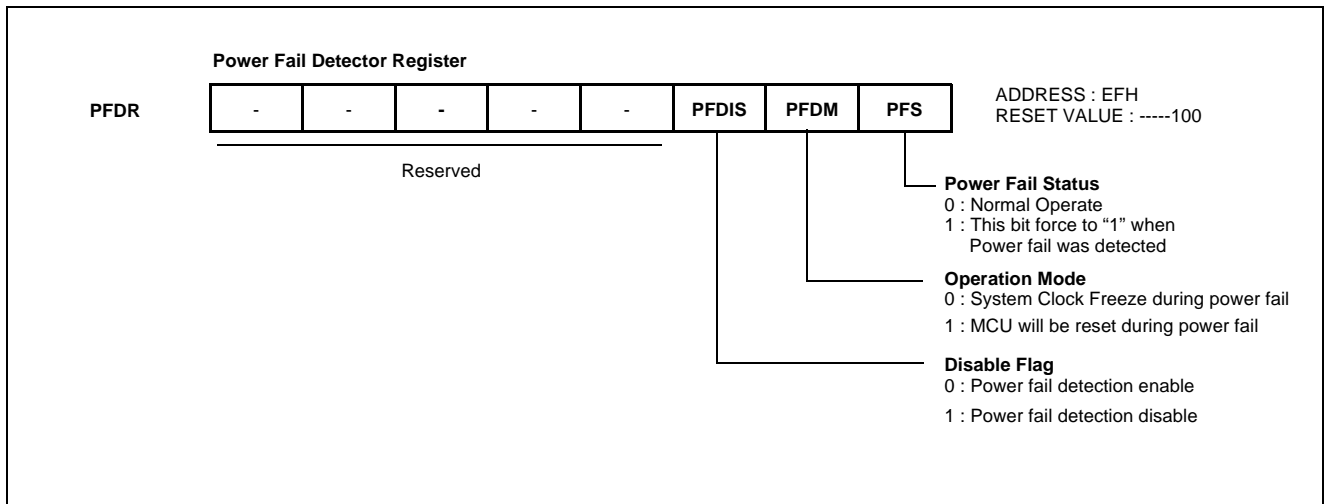 Power Fail Detector Register
PFDR
- - - - - PFDIS PFDM PFS
ADDRESS : EFH
RESET VALUE : -----100
Reserved
Power Fail Status
0 : Normal Operate
1 : This bit force to “1” when
Power fail was detected
Operation Mode
0 : System Clock Freeze during power fail
1 : MCU will be reset during power fail
Disable Flag
0 : Power fail detection enable
1 : Power fail detection disable